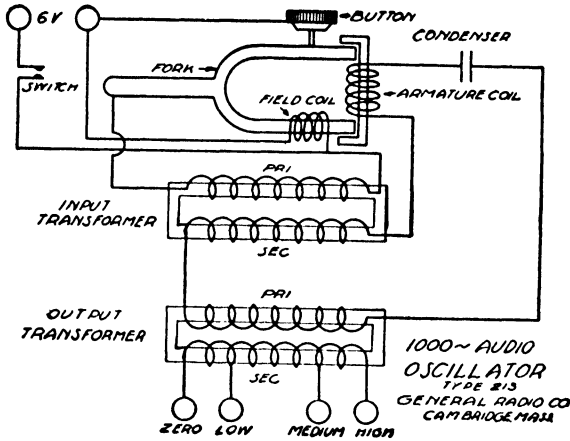 6V
BUTTON
CONDENSER
FORK
SWITCH
FIELD COIL
ARMATURE COIL
PRI
INPUT
TRANSFORMER
SEC
PRI
OUTPUT
TRANSFORMER
SEC
1000~ AUDIO
OSCILLATOR
TYPE 213
GENERAL RADIO CO
CAMBRIDGE MASS
ZERO LOW MEDIUM HIGH